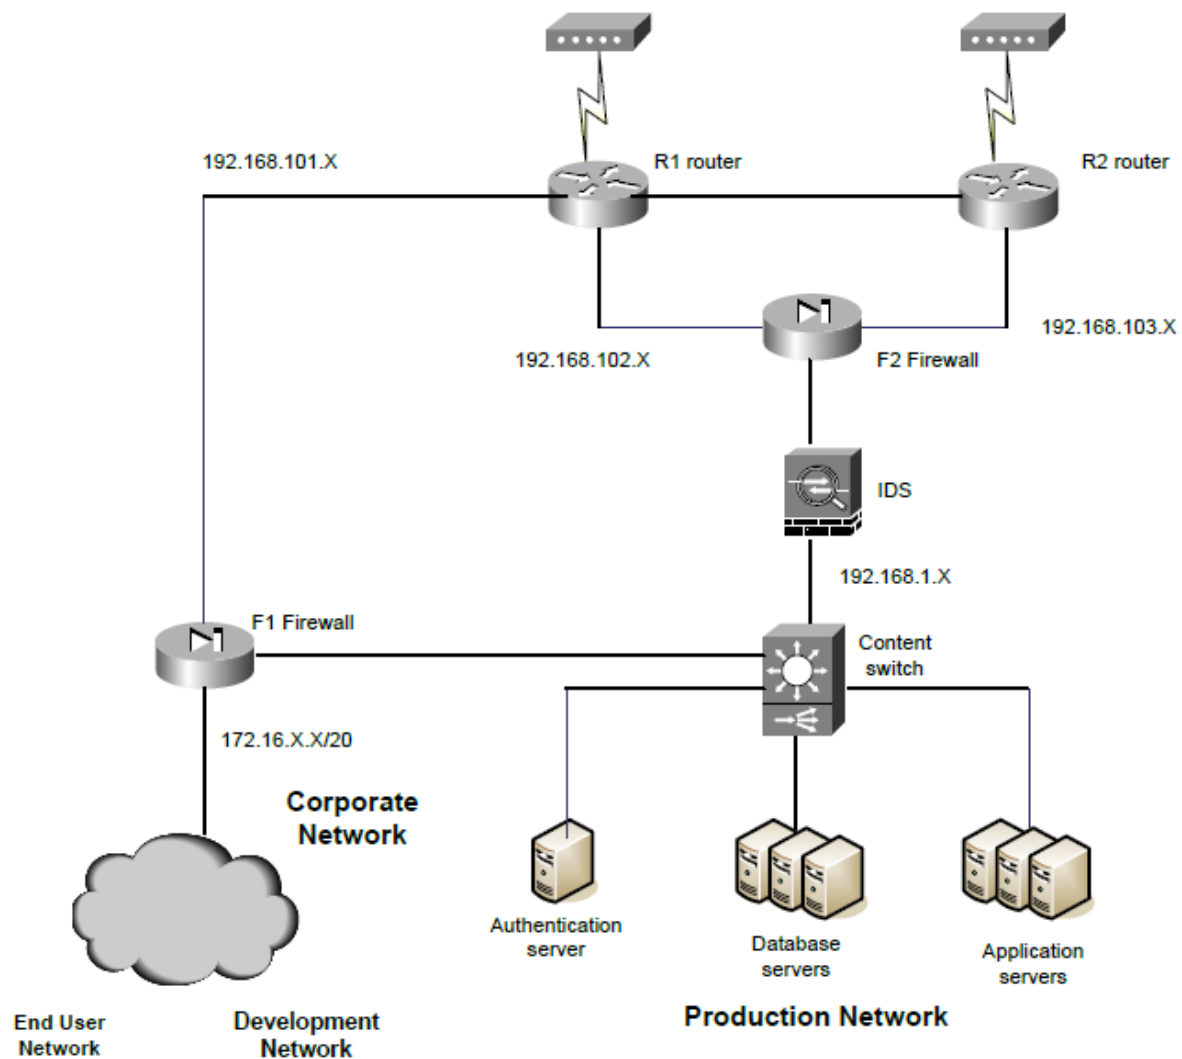 192.168.101.X
R1 router
R2 router
192.168.102.X
F2 Firewall
192.168.103.X
IDS
192.168.1.X
F1 Firewall
Content
switch
172.16.X.X/20
Corporate
Network
Authentication
server
Database
servers
Application
servers
End User
Network
Development
Network
Production Network